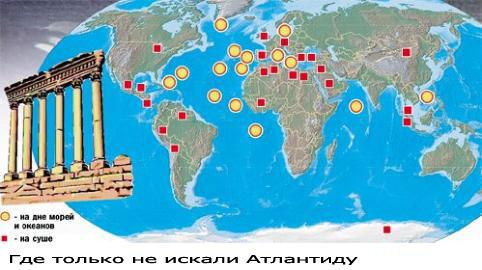 - на дне морей
и океанов
- на суше
Где только не искали Атлантиду